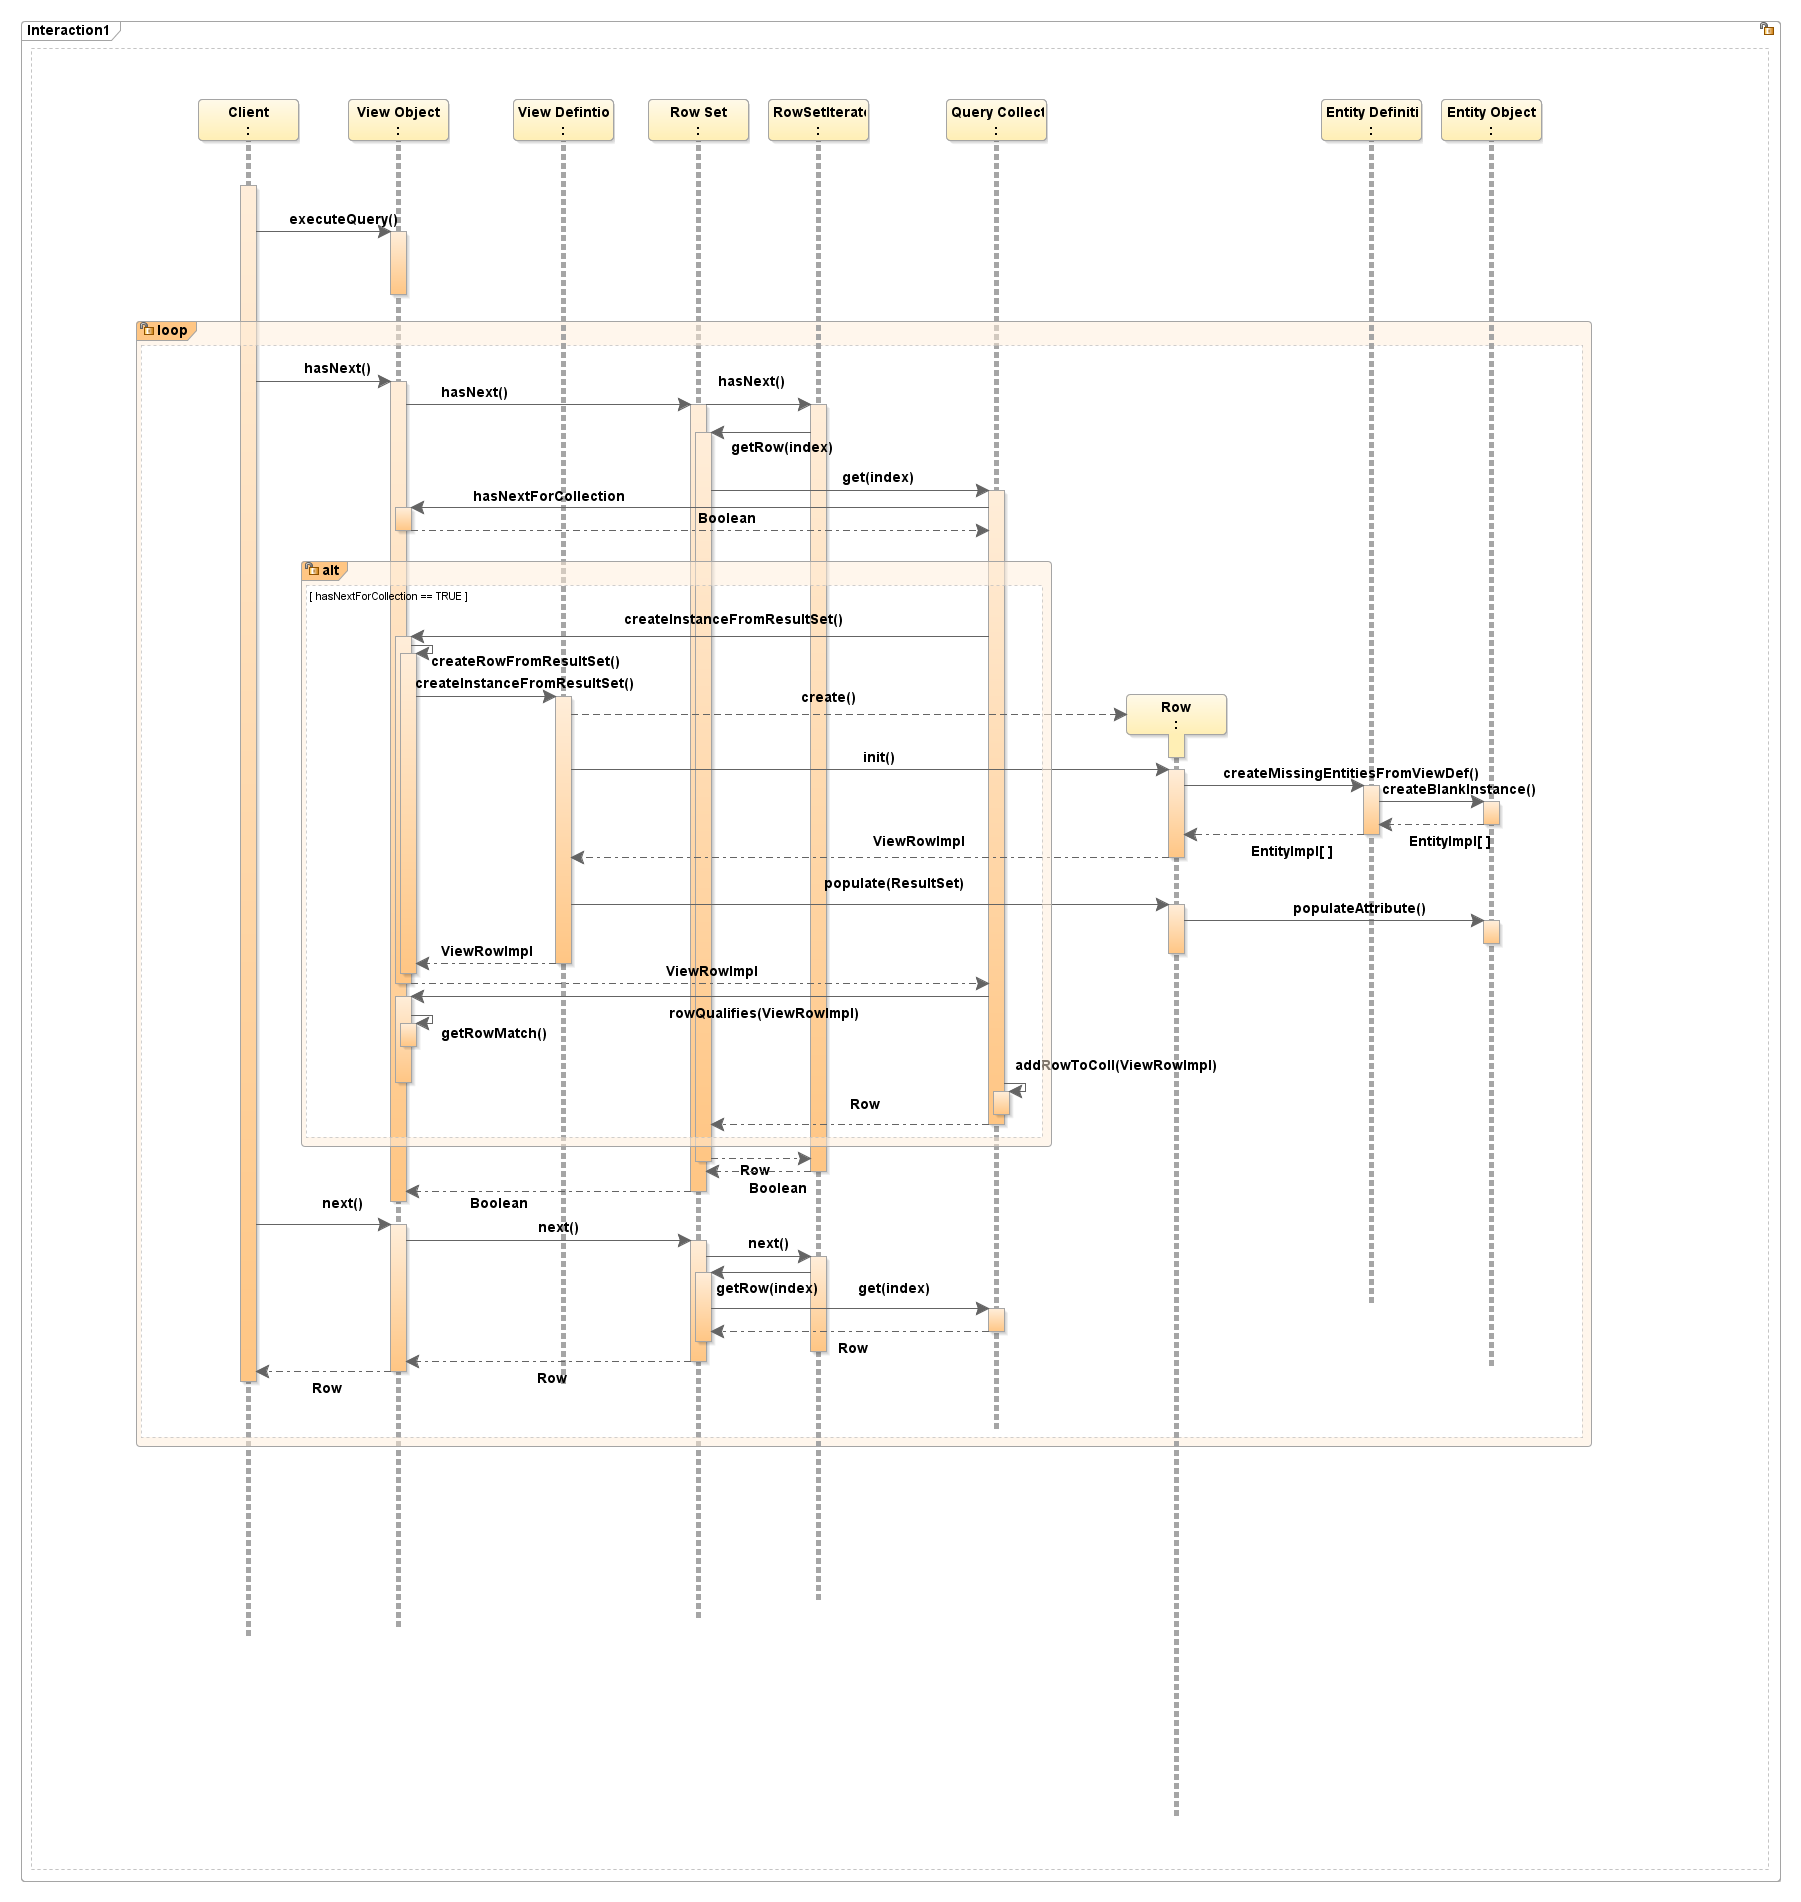 Interaction1
Client
:
View Object
:
View Defintio
:
Row Set
:
RowSetIterato
:
Query Collect
:
Entity Definiti
:
Entity Object
:
executeQuery()
loop
hasNext()
hasNext()
hasNext()
getRow(index)
get(index)
hasNextForCollection
Boolean
alt
[ hasNextForCollection == TRUE ]
createInstanceFromResultSet()
createRowFromResultSet()
createInstanceFromResultSet()
create()
Row
:
init()
createMissingEntitiesFromViewDef()
createBlankInstance()
EntityImpl[ ]
EntityImpl[ ]
ViewRowImpl
populate(ResultSet)
populateAttribute()
ViewRowImpl
ViewRowImpl
rowQualifies(ViewRowImpl)
getRowMatch()
addRowToColl(ViewRowImpl)
Row
Row
Boolean
Boolean
next()
next()
next()
getRow(index)
get(index)
Row
Row
Row